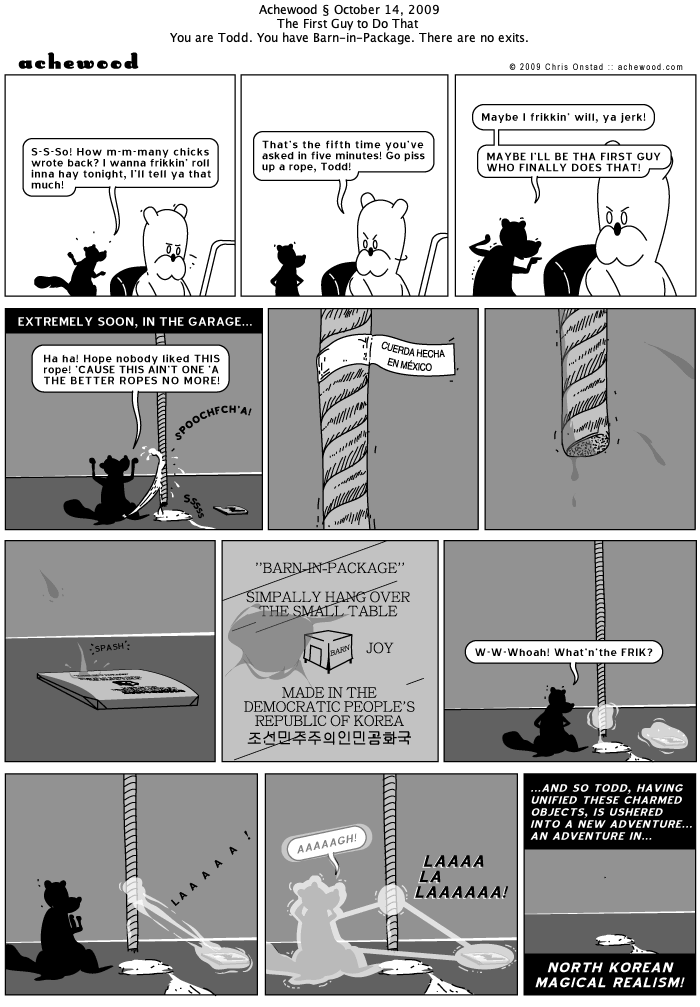 Achewood § October 14, 2009
The First Guy to Do That
You are Todd. You have Barn-in-Package. There are no exits.
achewood
© 2009 Chris Onstad :: achewood.com
S-S-So! How m-m-many chicks
wrote back? I wanna frikkin' roll
inna hay tonight, I'll tell ya that
much!
That's the fifth time you've
asked in five minutes! Go piss
up a rope, Todd!
Maybe I frikkin' will, ya jerk!
MAYBE I'LL BE THA FIRST GUY
WHO FINALLY DOES THAT!
EXTREMELY SOON, IN THE GARAGE...
Ha ha! Hope nobody liked THIS
rope! 'CAUSE THIS AIN'T ONE 'A
THE BETTER ROPES NO MORE!
SPOOCHFCH'A!
SSSSS
CUERDA HECHA
EN MÉXICO
SPASH
"BARN-IN-PACKAGE"
SIMPALLY HANG OVER
THE SMALL TABLE
BARN
JOY
MADE IN THE
DEMOCRATIC PEOPLE'S
REPUBLIC OF KOREA
조선민주주의인민공화국
W-W-Whoah! What'n'the FRIK?
LAAAAA!
AAAAAGH!
LAAAA
LA
LAAAAAA!
...AND SO TODD, HAVING
UNIFIED THESE CHARMED
OBJECTS, IS USHERED
INTO A NEW ADVENTURE...
AN ADVENTURE IN...
NORTH KOREAN
MAGICAL REALISM!